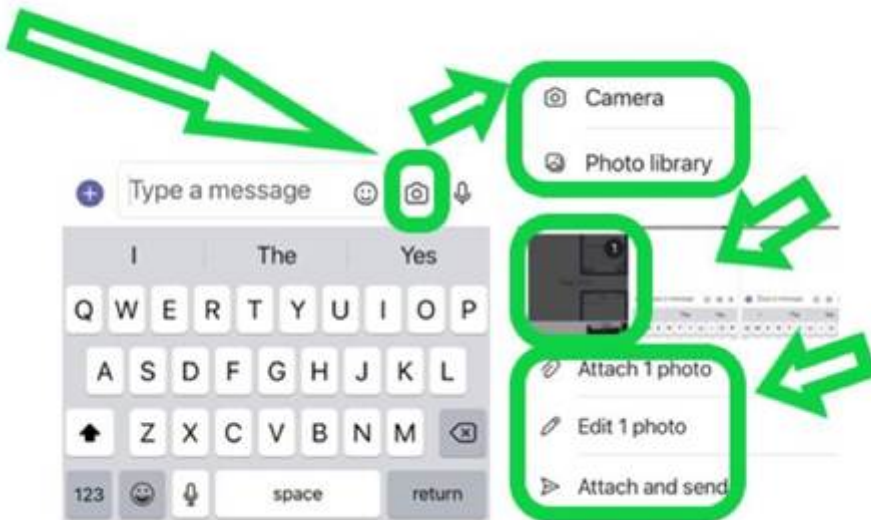 Camera
Photo library
Type a message
I The Yes
Q W E R T Y U I O P
A S D F G H J K L
Z X C V B N M
123 space return
1
Attach 1 photo
Edit 1 photo
Attach and send